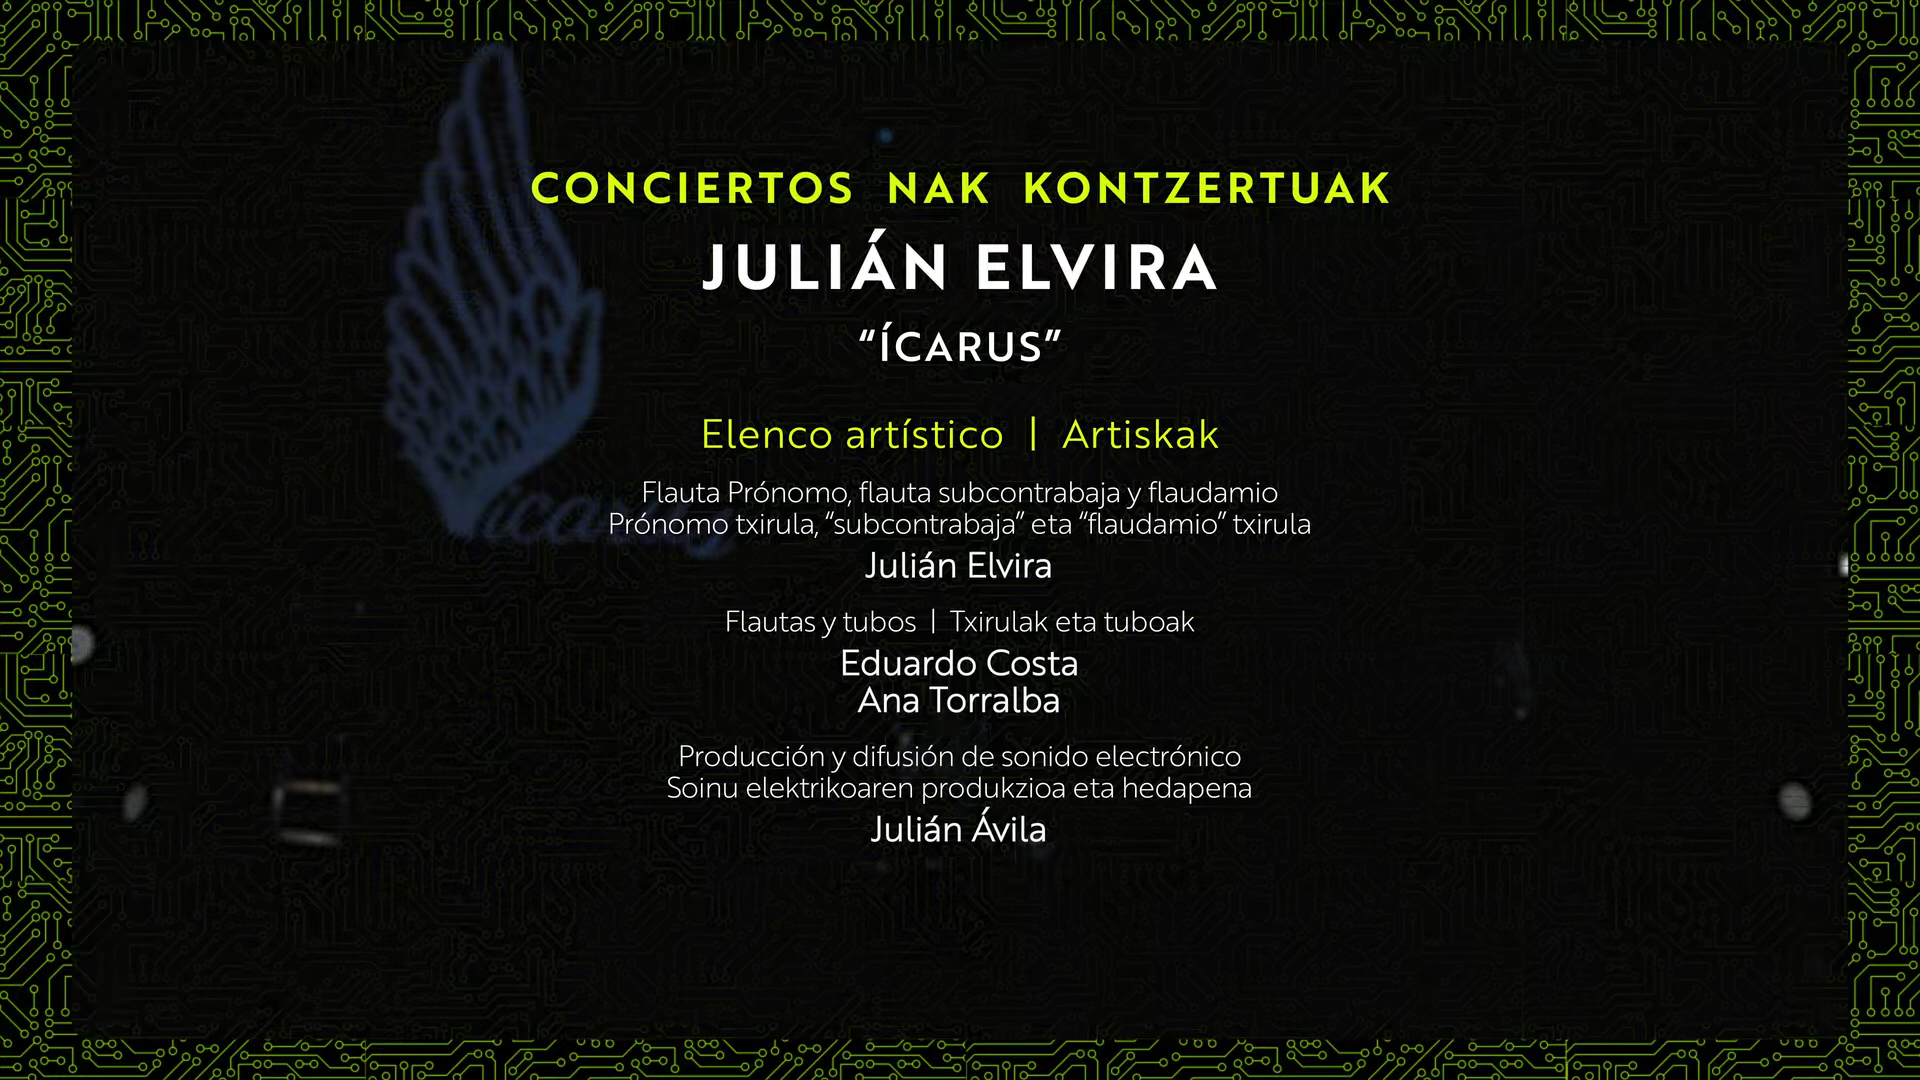 CONCIERTOS NAK KONTZERTUAK
JULIÁN ELVIRA
“ÍCARUS”
Elenco artístico | Artiskak
Flauta Prónomo, flauta subcontrabaja y flaudamio
Prónomo txirula, “subcontrabaja” eta “flaudamio” txirula
Julián Elvira
Flautas y tubos | Txirulak eta tuboak
Eduardo Costa
Ana Torralba
Producción y difusión de sonido electrónico
Soinu elektrikoaren produkzioa eta hedapena
Julián Ávila